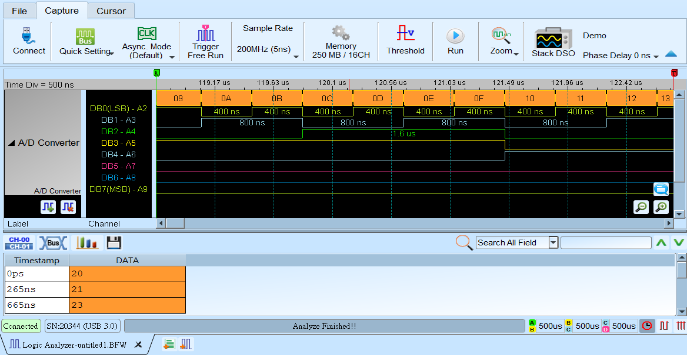 File Capture Cursor
Connect
Bus
Quick Setting
CLK
Async. Mode
(Default)
Trigger
Free Run
Sample Rate
200MHz (5ns)
Memory
250 MB / 16CH
Threshold
Run
Zoom
Stack DSO
Demo
Phase Delay 0 ns
Time Div = 500 ns
119.17 us 119.63 us 120.1 us 120.56 us 121.03 us 121.49 us 121.96 us 122.42 us
09 0A 0B 0C 0D 0E 0F 10 11 12 13
DB0(LSB) - A2 400 ns 400 ns 400 ns 400 ns 400 ns 400 ns 400 ns 400 ns 400 ns
DB1 - A3 800 ns 800 ns 800 ns 800 ns
DB2 - A4 1.6 us
A/D Converter
DB3 - A5
DB4 - A6
DB5 - A7
DB6 - A8
A/D Converter DB7(MSB) - A9
Label Channel
CH-00
CH-01
Bus
Search All Field
Timestamp DATA
0ps 20
265ns 21
665ns 23
Connected SN:20344 (USB 3.0) Analyze Finished!! 500us 500us 500us
Logic Analyzer-untitled1.BFW